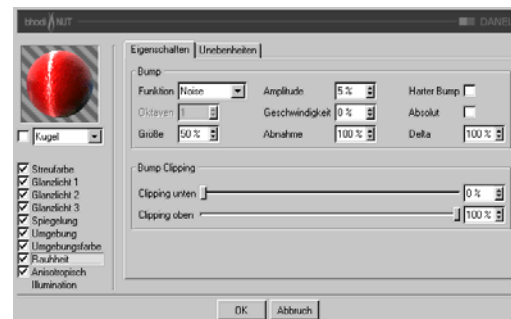 bhodi NUT DANEL
Eigenschaften Unebenheiten
Bump
Funktion Noise Amplitude 5 % Harter Bump
Oktaven 1 Geschwindigkeit 0 % Absolut
Größe 50 % Abnahme 100 % Delta 100 %
Kugel
Bump Clipping
Clipping unten 0 %
Clipping oben 100 %
Streufarbe
Glanzlicht 1
Glanzlicht 2
Glanzlicht 3
Spiegelung
Umgebung
Umgebungsfarbe
Rauhheit
Anisotropisch
Illumination
OK Abbruch